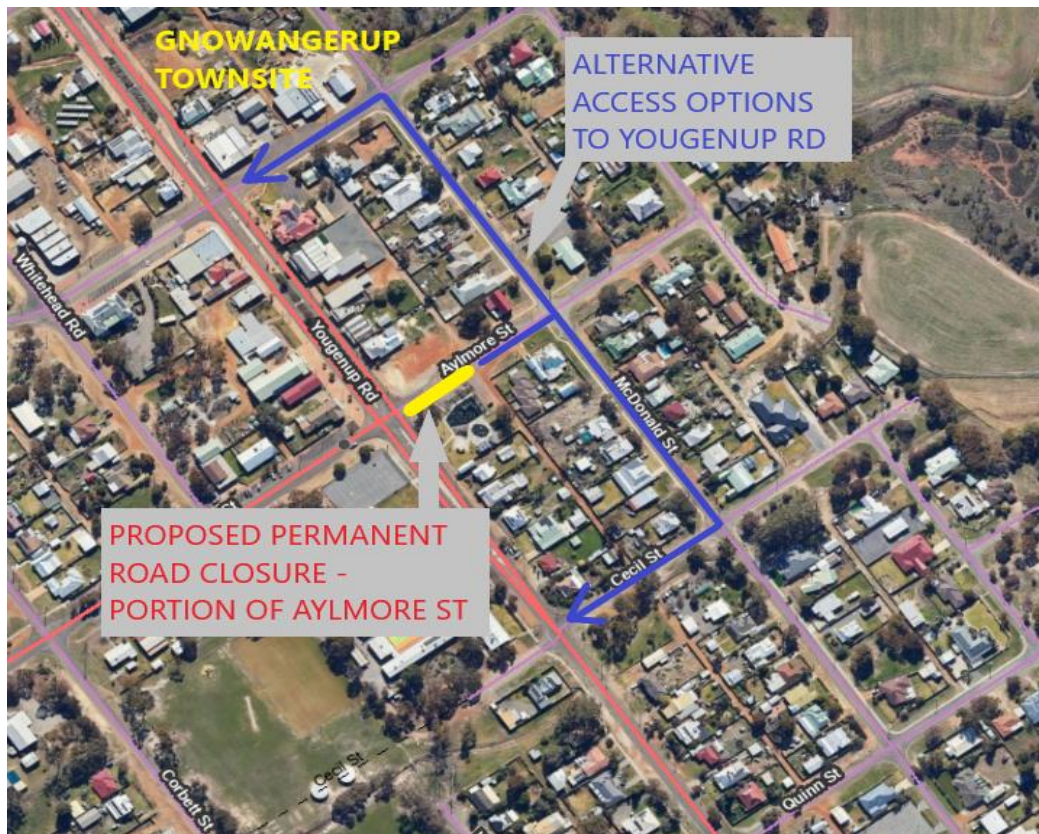 GNOWANGERUP
TOWNSITE
ALTERNATIVE
ACCESS OPTIONS
TO YOUGENUP RD
Whitehead Rd
Yougenup Rd
Aylmore St
McDonald St
PROPOSED PERMANENT
ROAD CLOSURE -
PORTION OF AYLMORE ST
St
Cecil St
Cecil St
Corbett St
Quinn St